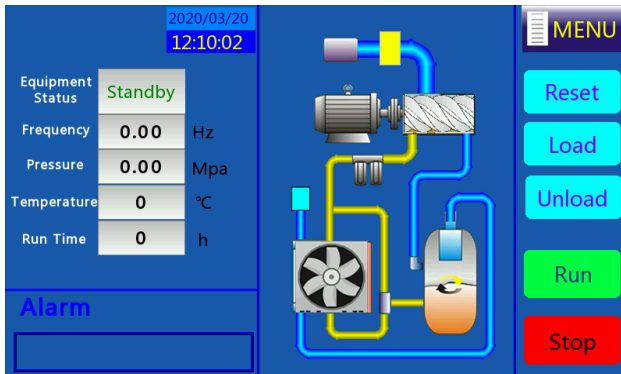 2020/03/20
12:10:02
MENU
Equipment
Status
Standby
Frequency
0.00
Hz
Pressure
0.00
Mpa
Temperature
0
℃
Run Time
0
h
Alarm
Reset
Load
Unload
Run
Stop